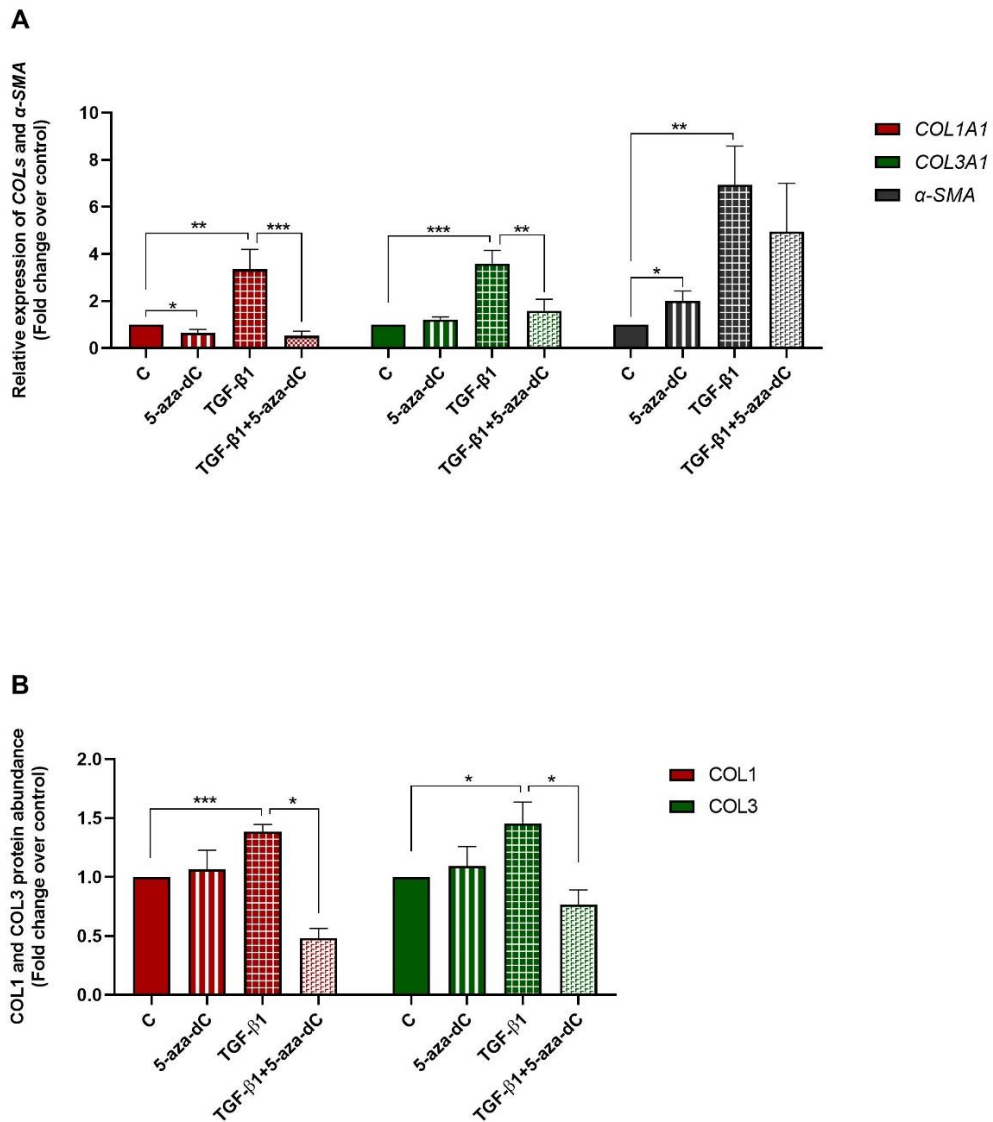 A
Relative expression of COLs and α-SMA
(Fold change over control)
10
8
6
4
2
0
**
***
*
***
**
**
*
C
5-aza-dC
TGF-β1
TGF-β1+5-aza-dC
C
5-aza-dC
TGF-β1
TGF-β1+5-aza-dC
C
5-aza-dC
TGF-β1
TGF-β1+5-aza-dC
COL1A1
COL3A1
α-SMA
B
COL1 and COL3 protein abundance
(Fold change over control)
2.0
1.5
1.0
0.5
0.0
***
*
*
*
C
5-aza-dC
TGF-β1
TGF-β1+5-aza-dC
C
5-aza-dC
TGF-β1
TGF-β1+5-aza-dC
COL1
COL3